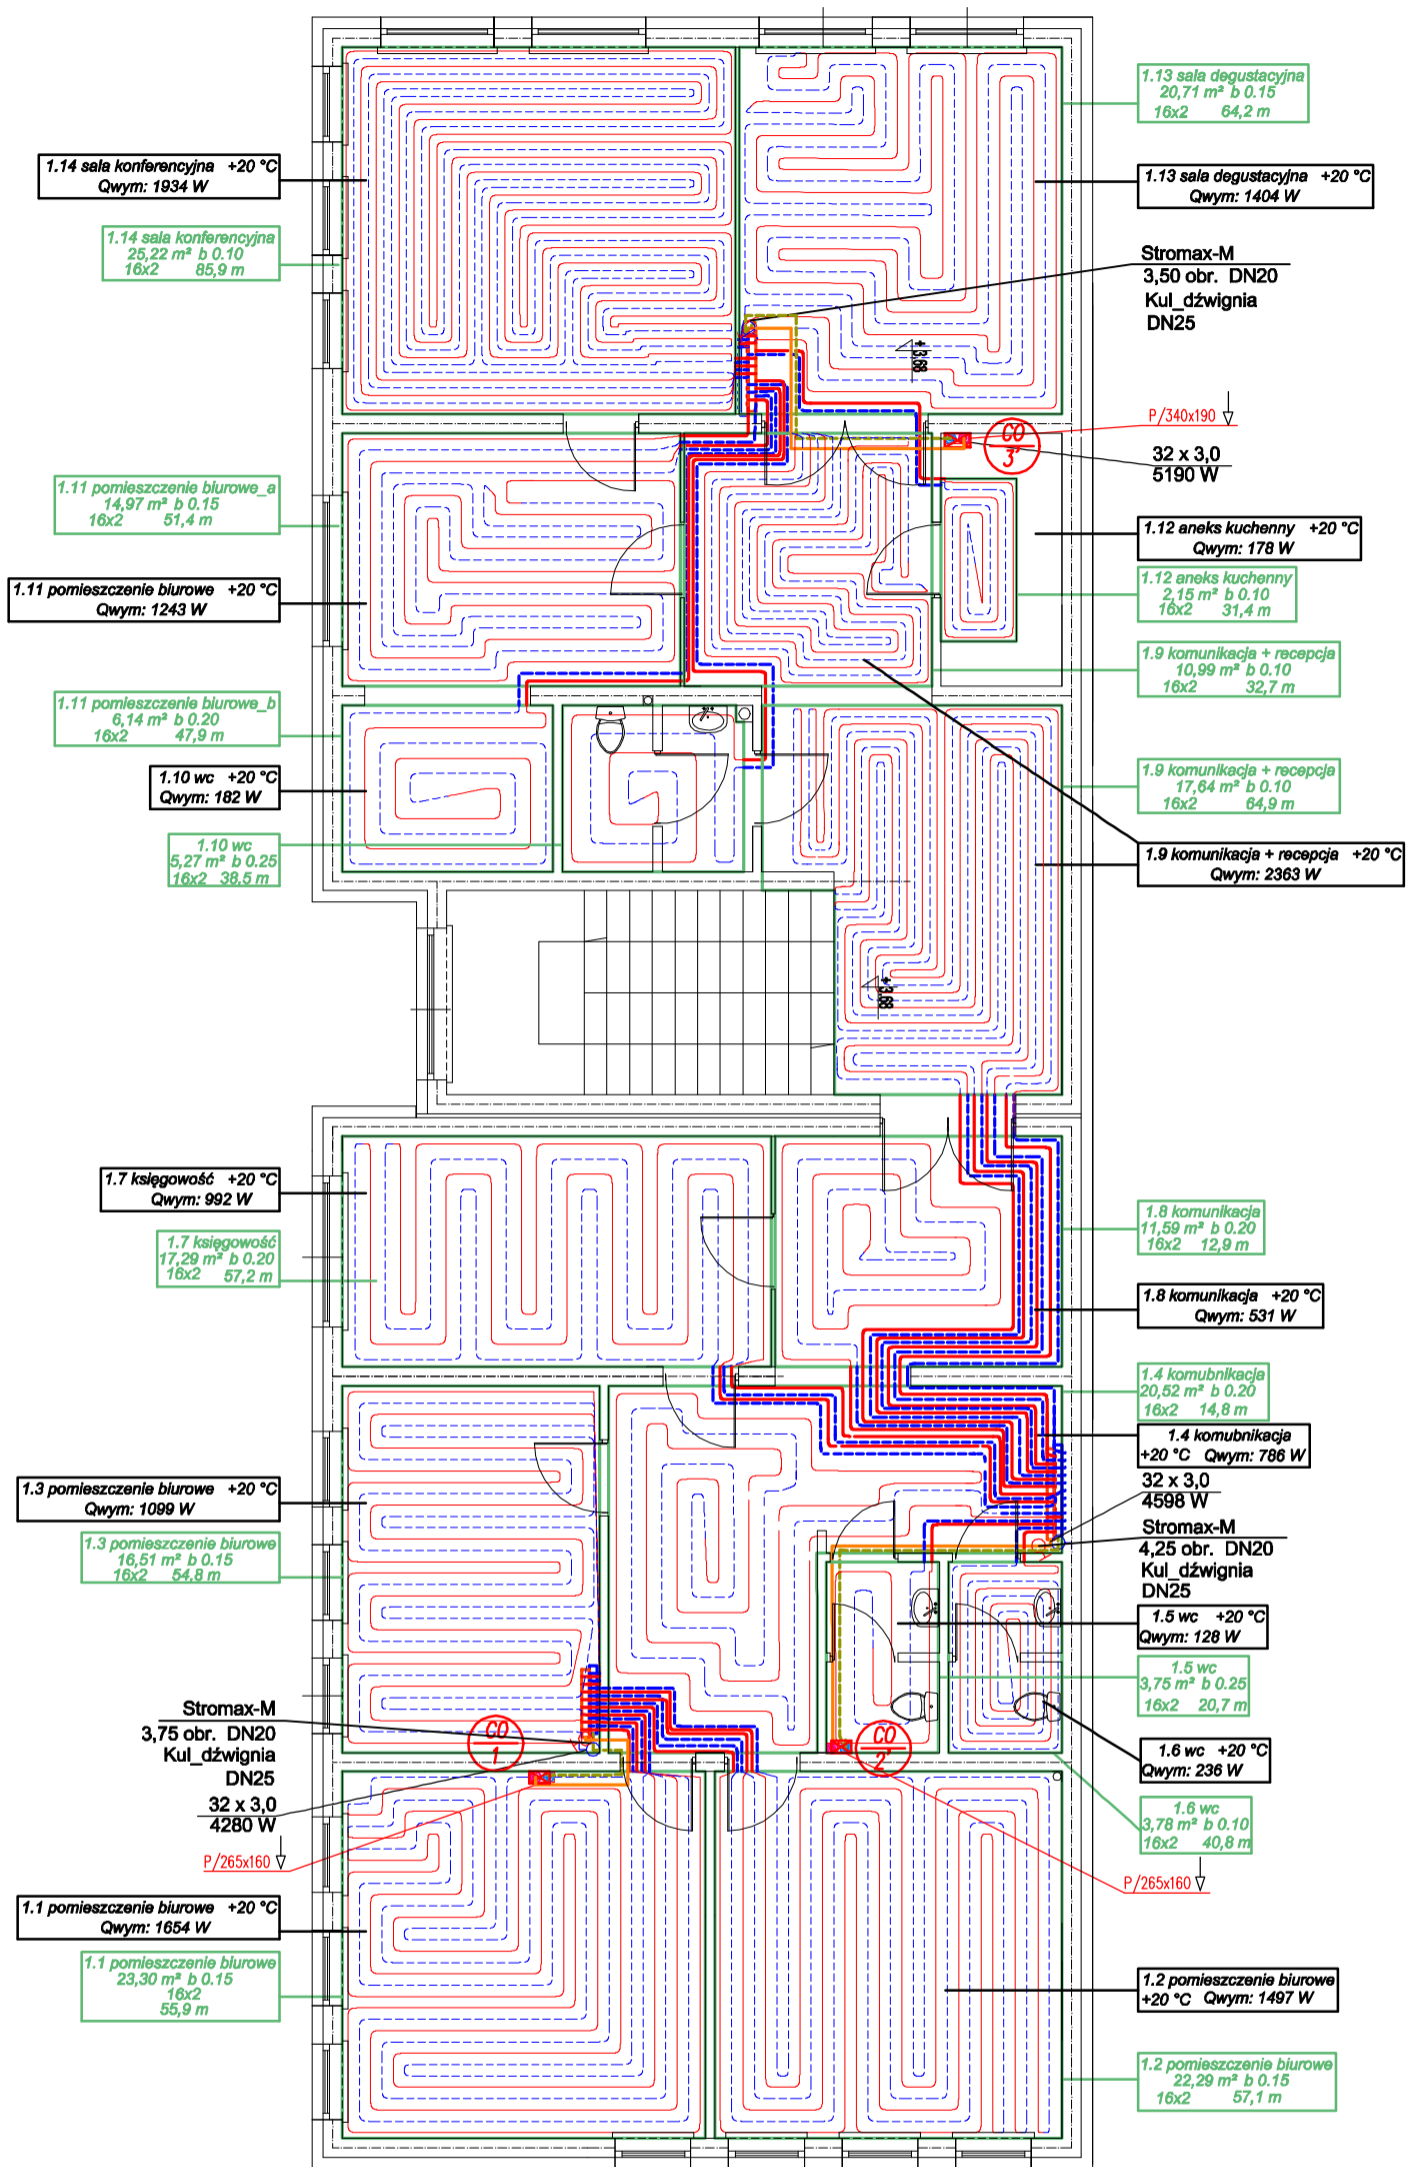 1.14 sala konferencyjna +20 °C
Qwym: 1934 W
1.14 sala konferencyjna
25,22 m² b 0.10
16x2 85,9 m
1.11 pomieszczenie biurowe_a
14,97 m² b 0.15
16x2 51,4 m
1.11 pomieszczenie biurowe +20 °C
Qwym: 1243 W
1.11 pomieszczenie biurowe_b
6,14 m² b 0.20
16x2 47,9 m
1.10 wc +20 °C
Qwym: 182 W
1.10 wc
5,27 m² b 0.25
16x2 38,5 m
1.7 księgowość +20 °C
Qwym: 992 W
1.7 księgowość
17,29 m² b 0.20
16x2 57,2 m
1.3 pomieszczenie biurowe +20 °C
Qwym: 1099 W
1.3 pomieszczenie biurowe
16,51 m² b 0.15
16x2 54,8 m
Stromax-M
3,75 obr. DN20
Kul_dźwignia
DN25
32 x 3,0
4280 W
P/265x160
1.1 pomieszczenie biurowe +20 °C
Qwym: 1654 W
1.1 pomieszczenie biurowe
23,30 m² b 0.15
16x2
55,9 m
+3,68
CO
3'
+3,68
CO
1
CO
2'
1.13 sala degustacyjna
20,71 m² b 0.15
16x2 64,2 m
1.13 sala degustacyjna +20 °C
Qwym: 1404 W
Stromax-M
3,50 obr. DN20
Kul_dźwignia
DN25
P/340x190
32 x 3,0
5190 W
1.12 aneks kuchenny +20 °C
Qwym: 178 W
1.12 aneks kuchenny
2,15 m² b 0.10
16x2 31,4 m
1.9 komunikacja + recepcja
10,99 m² b 0.10
16x2 32,7 m
1.9 komunikacja + recepcja
17,64 m² b 0.10
16x2 64,9 m
1.9 komunikacja + recepcja +20 °C
Qwym: 2363 W
1.8 komunikacja
11,59 m² b 0.20
16x2 12,9 m
1.8 komunikacja +20 °C
Qwym: 531 W
1.4 komubnikacja
20,52 m² b 0.20
16x2 14,8 m
1.4 komubnikacja
+20 °C Qwym: 786 W
32 x 3,0
4598 W
Stromax-M
4,25 obr. DN20
Kul_dźwignia
DN25
1.5 wc +20 °C
Qwym: 128 W
1.5 wc
3,75 m² b 0.25
16x2 20,7 m
1.6 wc +20 °C
Qwym: 236 W
1.6 wc
3,78 m² b 0.10
16x2 40,8 m
P/265x160
1.2 pomieszczenie biurowe
+20 °C Qwym: 1497 W
1.2 pomieszczenie biurowe
22,29 m² b 0.15
16x2 57,1 m